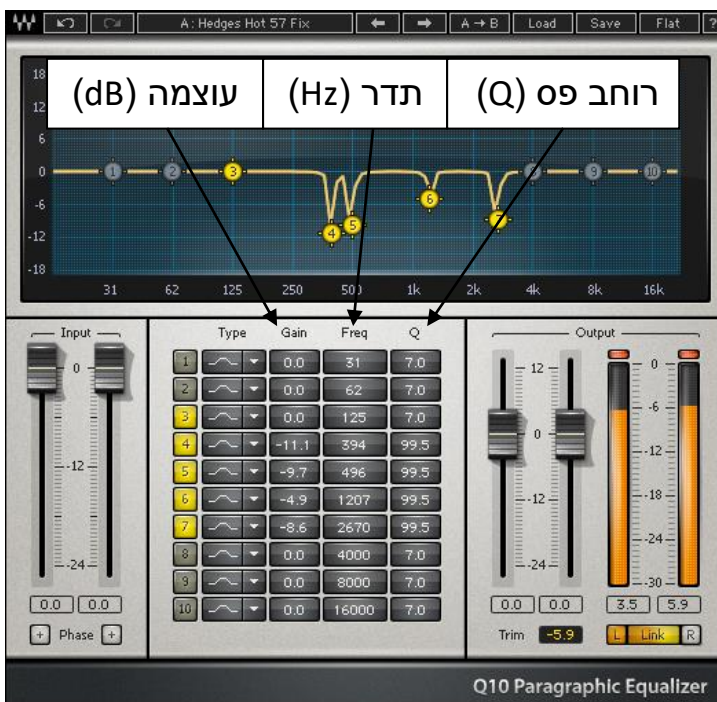 A: Hedges Hot 57 Fix A→B Load Save Flat ?
עוצמה (dB) תדר (Hz) רוחב פס (Q)
18
12
6
0 1 2 3 8 9 10
-6 4 5 6 7
-12
-18
31 62 125 250 500 1k 2k 4k 8k 16k
Input
0
-12
-24
0.0 0.0
+ Phase +
Type Gain Freq Q
1 0.0 31 7.0
2 0.0 62 7.0
3 0.0 125 7.0
4 -11.1 394 99.5
5 -9.7 496 99.5
6 -4.9 1207 99.5
7 -8.6 2670 99.5
8 0.0 4000 7.0
9 0.0 8000 7.0
10 0.0 16000 7.0
Output
12 0
0 -6
-12 -12
-24 -18
-24
-30
0.0 0.0 3.5 5.9
Trim -5.9 L Link R
Q10 Paragraphic Equalizer